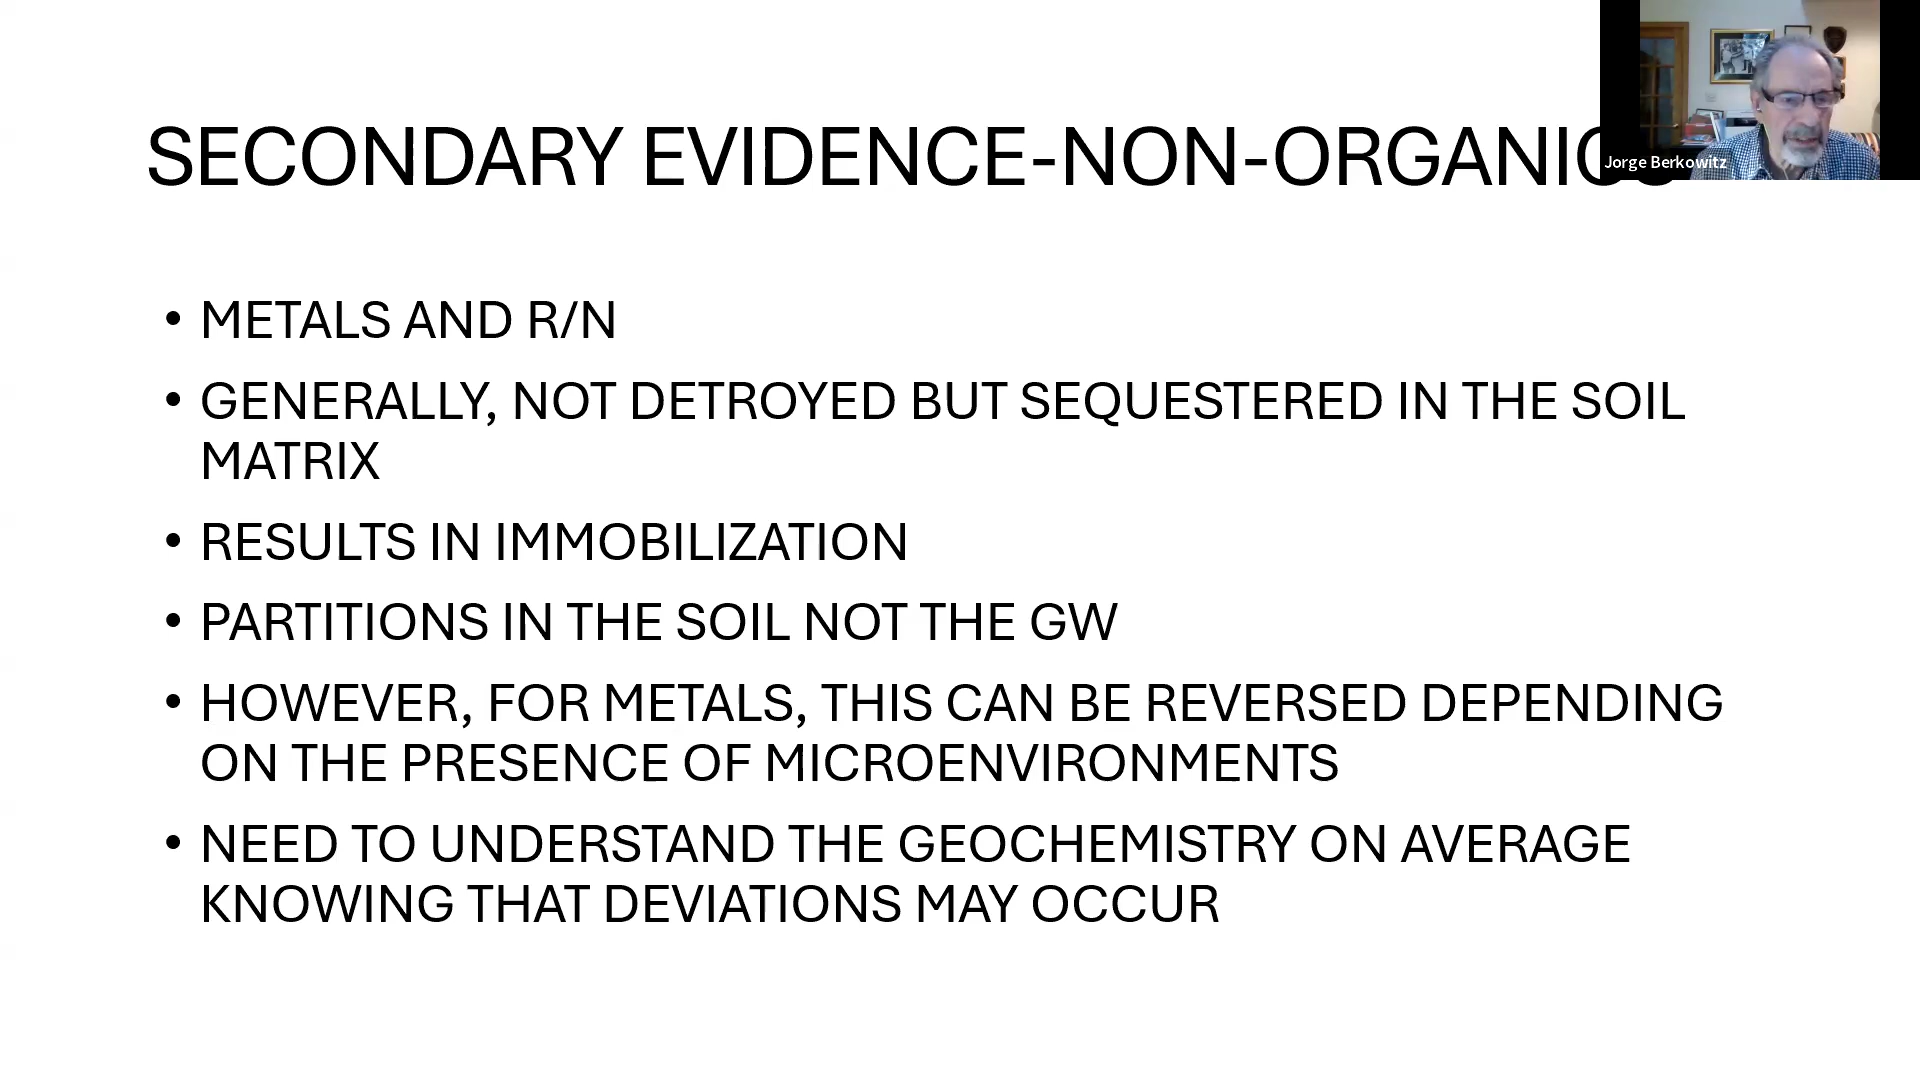 SECONDARY EVIDENCE-NON-ORGANICS
Jorge Berkowitz
• METALS AND R/N
• GENERALLY, NOT DETROYED BUT SEQUESTERED IN THE SOIL
MATRIX
• RESULTS IN IMMOBILIZATION
• PARTITIONS IN THE SOIL NOT THE GW
• HOWEVER, FOR METALS, THIS CAN BE REVERSED DEPENDING
ON THE PRESENCE OF MICROENVIRONMENTS
• NEED TO UNDERSTAND THE GEOCHEMISTRY ON AVERAGE
KNOWING THAT DEVIATIONS MAY OCCUR